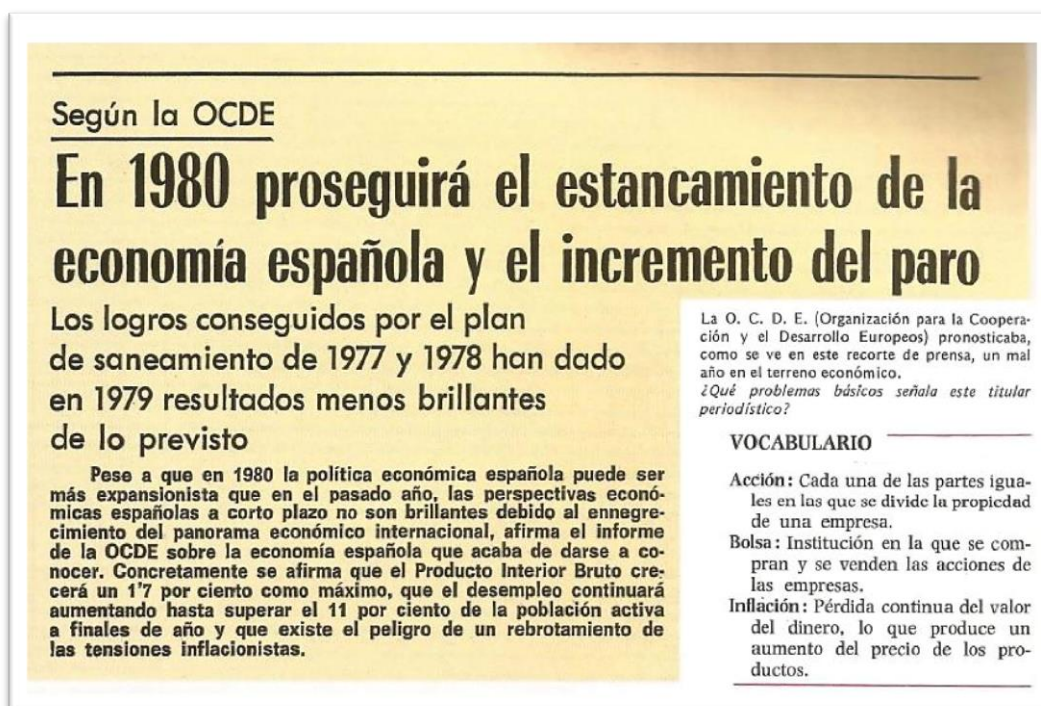 Según la OCDE
En 1980 proseguirá el estancamiento de la
economía española y el incremento del paro
Los logros conseguidos por el plan
de saneamiento de 1977 y 1978 han dado
en 1979 resultados menos brillantes
de lo previsto
Pese a que en 1980 la política económica española puede ser
más expansionista que en el pasado año, las perspectivas econó-
micas españolas a corto plazo no son brillantes debido al ennegre-
cimiento del panorama económico internacional, afirma el informe
de la OCDE sobre la economía española que acaba de darse a co-
nocer. Concretamente se afirma que el Producto Interior Bruto cre-
cerá un 1'7 por ciento como máximo, que el desempleo continuará
aumentando hasta superar el 11 por ciento de la población activa
a finales de año y que existe el peligro de un rebrotamiento de
las tensiones inflacionistas.
La O. C. D. E. (Organización para la Coopera-
ción y el Desarrollo Europeos) pronosticaba,
como se ve en este recorte de prensa, un mal
año en el terreno económico.
¿Qué problemas básicos señala este titular
periodístico?
VOCABULARIO
Acción: Cada una de las partes igua-
les en las que se divide la propiedad
de una empresa.
Bolsa: Institución en la que se com-
pran y se venden las acciones de
las empresas.
Inflación: Pérdida continua del valor
del dinero, lo que produce un
aumento del precio de los pro-
ductos.